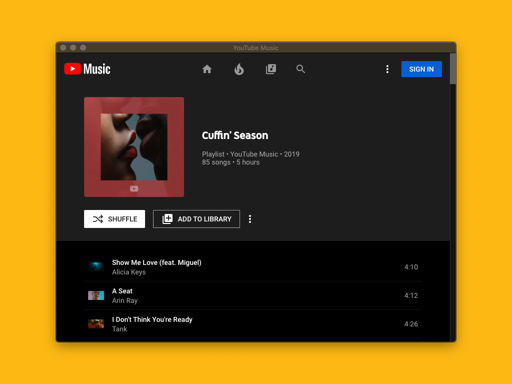 YouTube Music
Music
SIGN IN
Cuffin' Season
Playlist • YouTube Music • 2019
85 songs • 5 hours
SHUFFLE
ADD TO LIBRARY
Show Me Love (feat. Miguel)
Alicia Keys
4:10
A Seat
Arin Ray
4:12
I Don't Think You're Ready
Tank
4:26